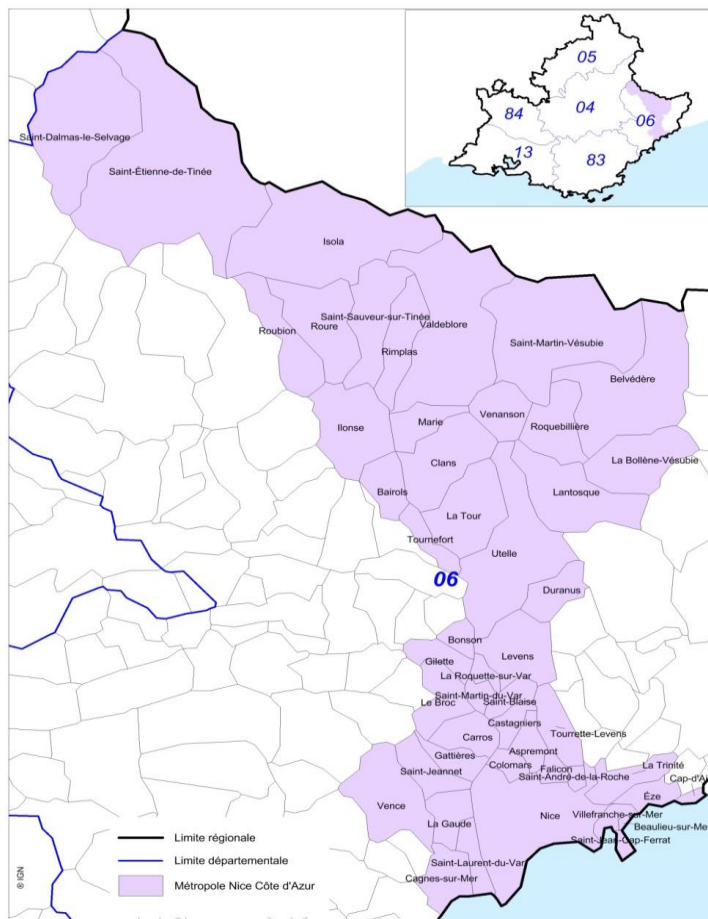 05
04
84
06
13
83
Saint-Dalmas-le-Selvage
Saint-Étienne-de-Tinée
Isola
Saint-Sauveur-sur-Tinée
Roubion
Roure
Valdeblore
Rimplas
Saint-Martin-Vésubie
Belvédère
Ilonse
Marie
Venanson
Roquebillière
Clans
La Bollène-Vésubie
Bairols
Lantosque
La Tour
Tournefort
Utelle
06
Duranus
Bonson
Levens
Gilette
La Roquette-sur-Var
Saint-Martin-du-Var
Le Broc
Saint-Blaise
Castagniers
Carros
Tourrette-Levens
Aspremont
Gattières
Colomars
Falicon
La Trinité
Saint-Jeannet
Saint-André-de-la-Roche
Cap-d'Ai
Èze
Vence
La Gaude
Nice
Villefranche-sur-Mer
Beaulieu-sur-Me
Saint-Jean-Cap-Ferrat
Saint-Laurent-du-Var
Cagnes-sur-Mer
Limite régionale
Limite départementale
Métropole Nice Côte d'Azur
® IGN